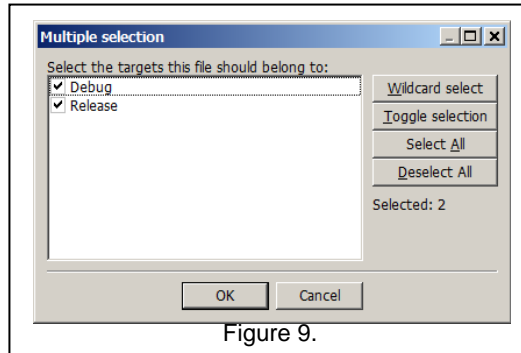 Multiple selection
Select the targets this file should belong to:
Debug
Release
Wildcard select
Toggle selection
Select All
Deselect All
Selected: 2
OK
Cancel
Figure 9.